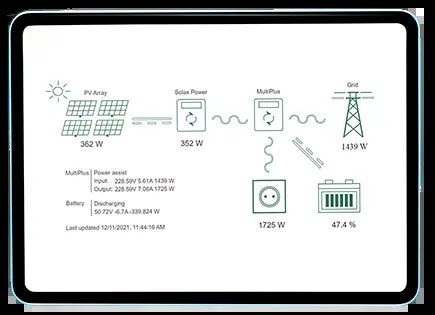 PV Array
Solax Power
MultiPlus
Grid
362 W
352 W
1439 W
MultiPlus Power assist
Input: 228.59V 5.61A 1439 W
Output: 228.59V 7.08A 1725 W
Battery Discharging
50.72V -6.7A -339.824 W
Last updated 12/11/2021, 11:44:16 AM
1725 W
47.4 %